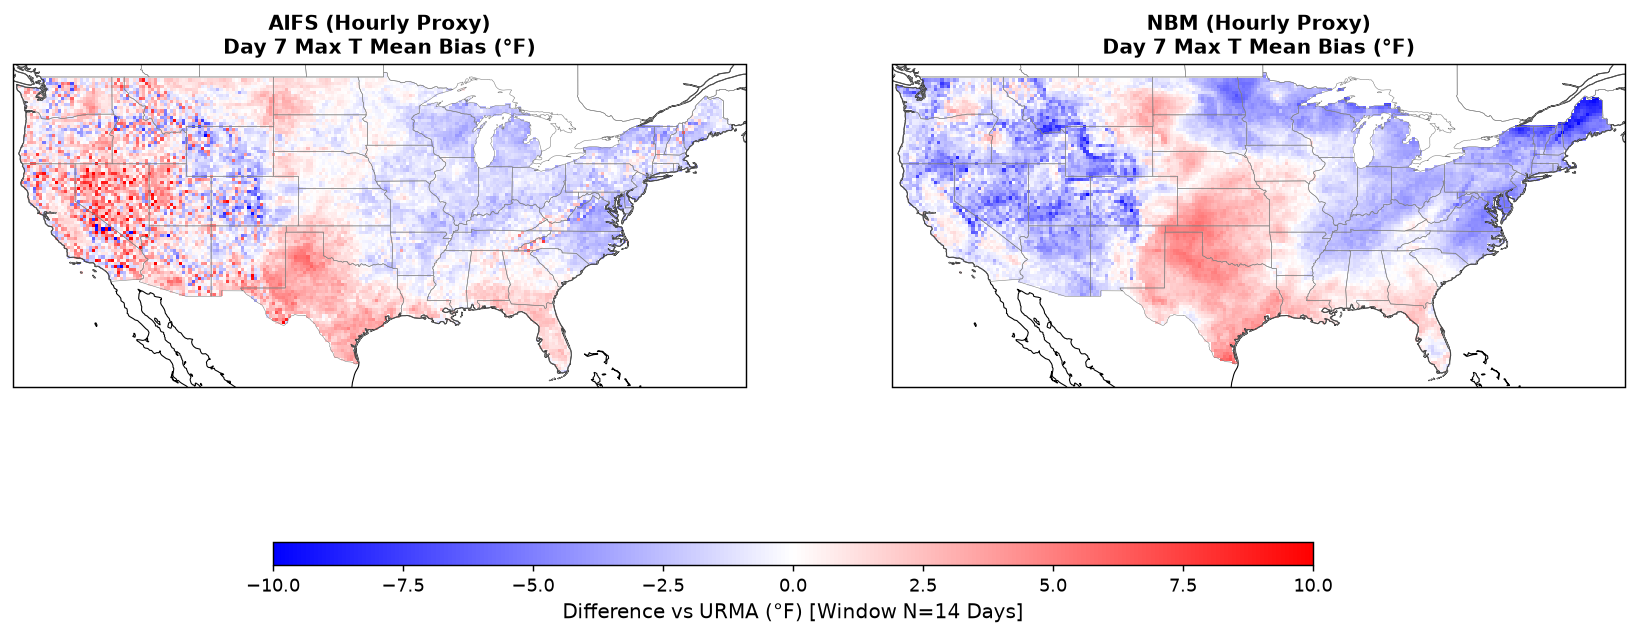 AIFS (Hourly Proxy)
Day 7 Max T Mean Bias (°F)
NBM (Hourly Proxy)
Day 7 Max T Mean Bias (°F)
−10.0 −7.5 −5.0 −2.5 0.0 2.5 5.0 7.5 10.0
Difference vs URMA (°F) [Window N=14 Days]